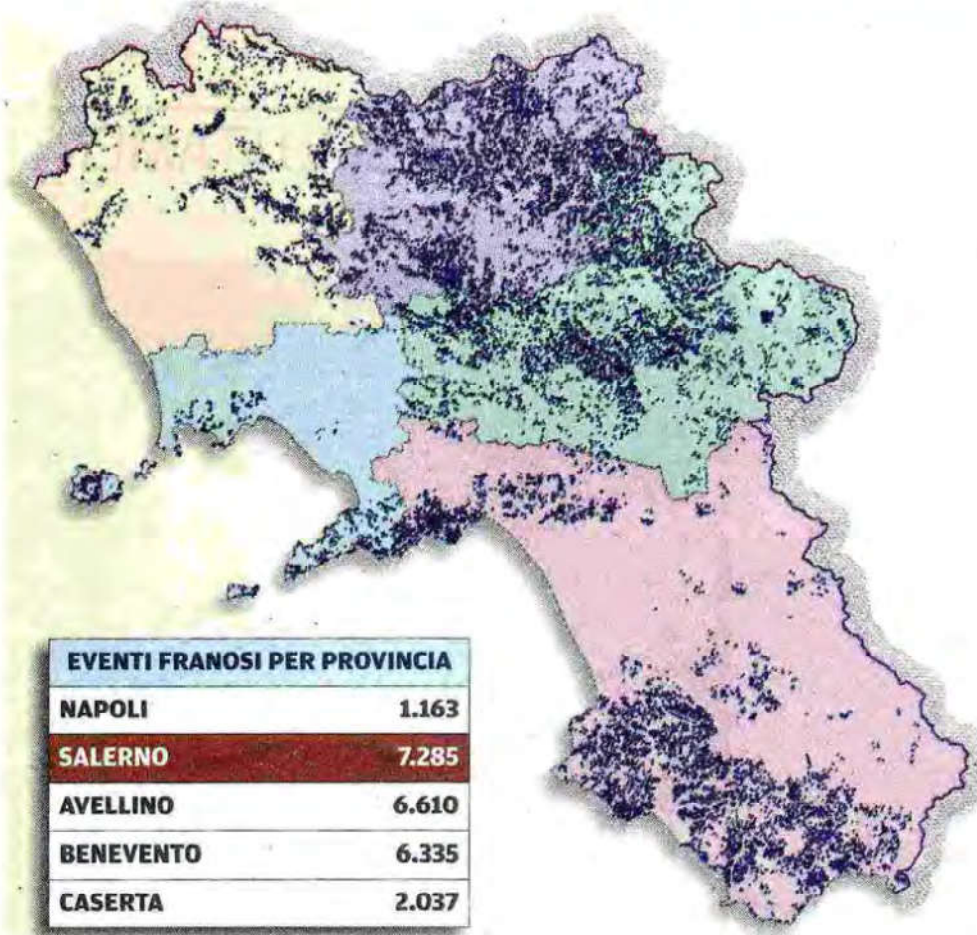 EVENTI FRANOSI PER PROVINCIA
NAPOLI 1.163
SALERNO 7.285
AVELLINO 6.610
BENEVENTO 6.335
CASERTA 2.037